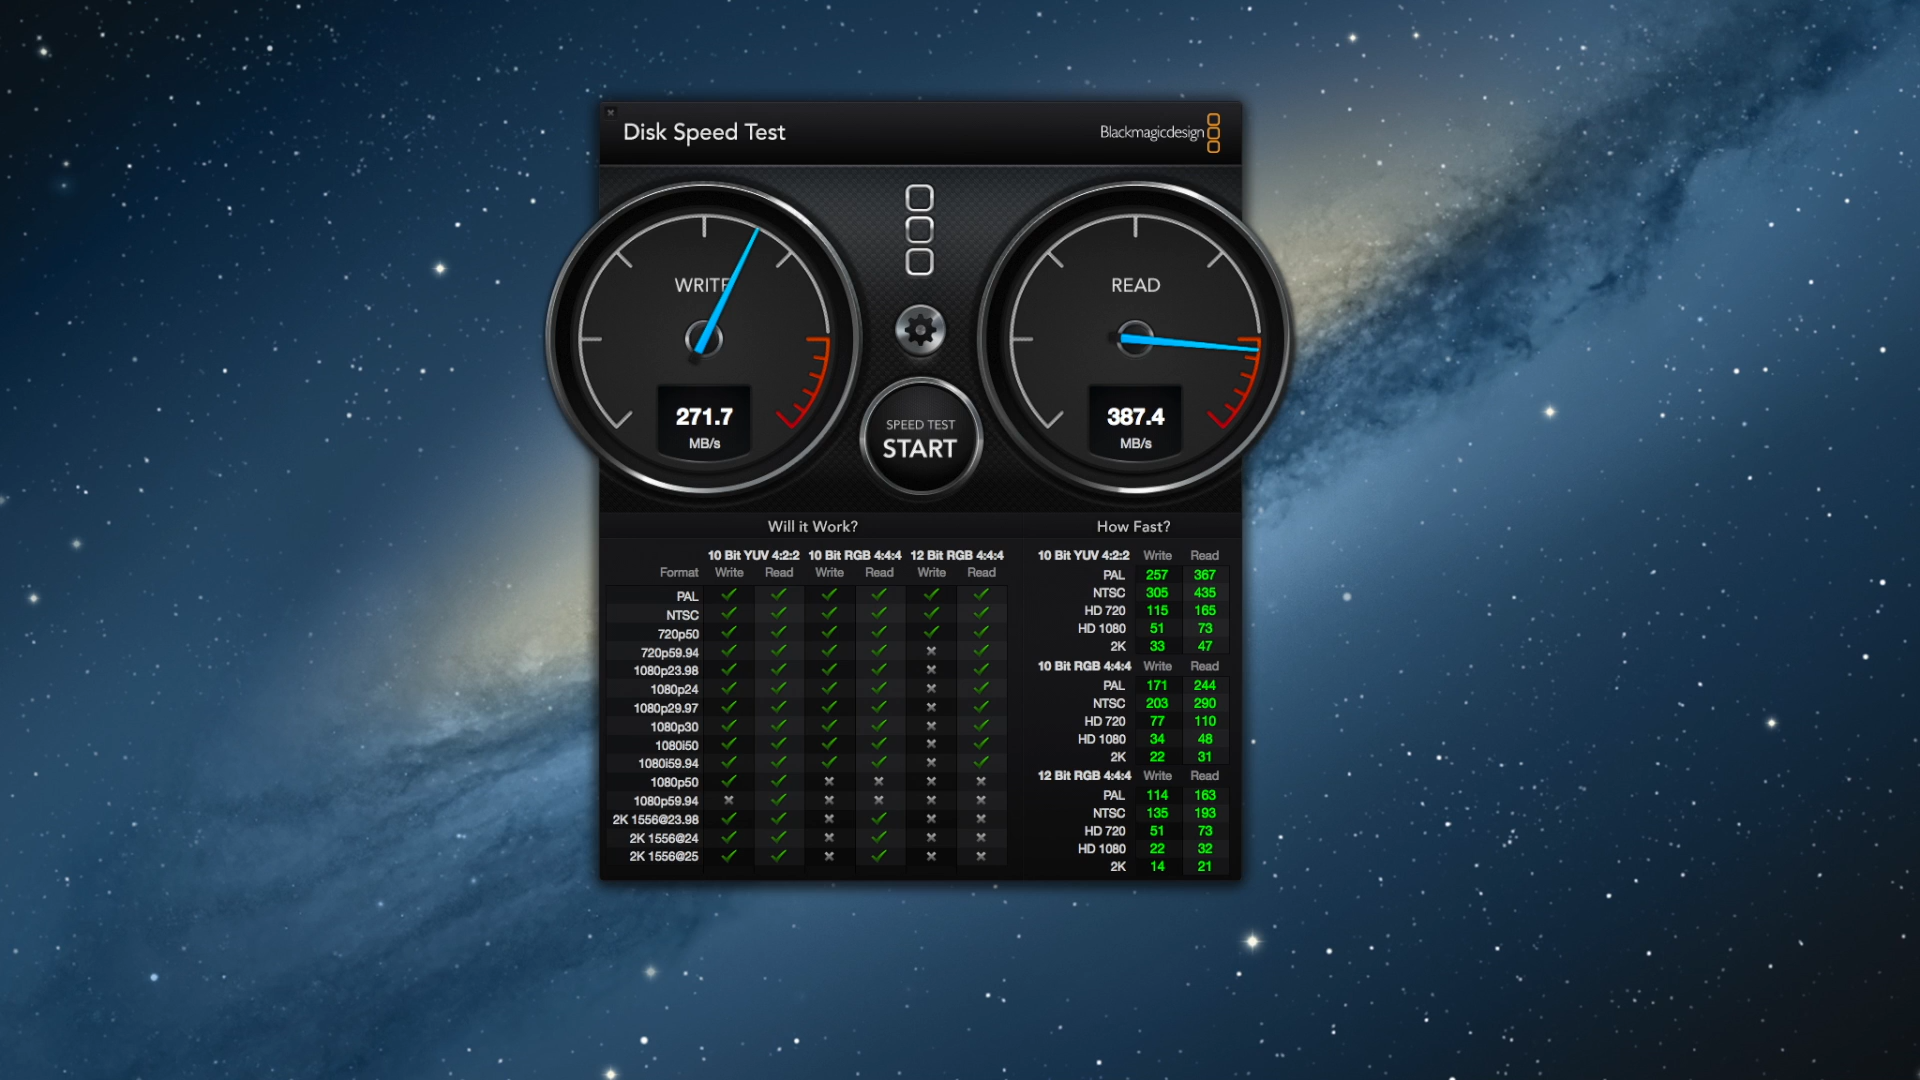 Disk Speed Test
Blackmagicdesign
WRITE
READ
271.7
MB/s
387.4
MB/s
SPEED TEST
START
Will it Work?
10 Bit YUV 4:2:2 10 Bit RGB 4:4:4 12 Bit RGB 4:4:4
Format Write Read Write Read Write Read
PAL
NTSC
720p50
720p59.94
1080p23.98
1080p24
1080p29.97
1080p30
1080i50
1080i59.94
1080p50
1080p59.94
2K 1556@23.98
2K 1556@24
2K 1556@25
How Fast?
10 Bit YUV 4:2:2 Write Read
PAL 257 367
NTSC 305 435
HD 720 115 165
HD 1080 51 73
2K 33 47
10 Bit RGB 4:4:4 Write Read
PAL 171 244
NTSC 203 290
HD 720 77 110
HD 1080 34 48
2K 22 31
12 Bit RGB 4:4:4 Write Read
PAL 114 163
NTSC 135 193
HD 720 51 73
HD 1080 22 32
2K 14 21